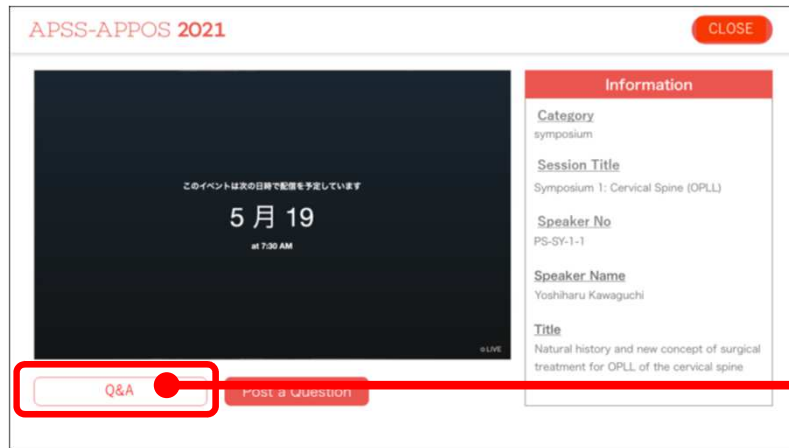 APSS-APPOS 2021
CLOSE
このイベントは次の日時で配信を予定しています
5 月 19
at 7:30 AM
LIVE
Q&A
Post a Question
Information
Category
symposium
Session Title
Symposium 1: Cervical Spine (OPLL)
Speaker No
PS-SY-1-1
Speaker Name
Yoshiharu Kawaguchi
Title
Natural history and new concept of surgical
treatment for OPLL of the cervical spine